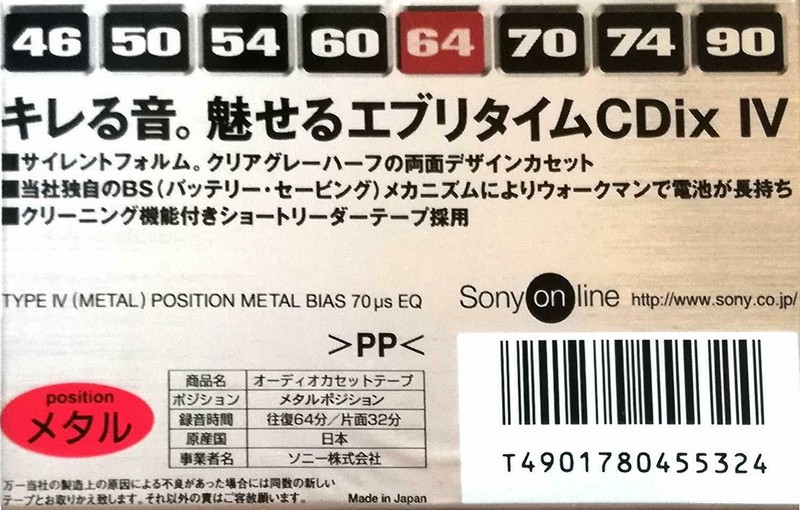 46 50 54 60 64 70 74 90
キレる音。魅せるエブリタイムCDix IV
■サイレントフォルム。クリアグレーハーフの両面デザインカセット
■当社独自のBS(バッテリー・セービング)メカニズムによりウォークマンで電池が長持ち
■クリーニング機能付きショートリーダーテープ採用
TYPE IV (METAL) POSITION METAL BIAS 70 μs EQ
Sony on line http://www.sony.co.jp/
>PP<
position
メタル
商品名 オーディオカセットテープ
ポジション メタルポジション
録音時間 往復64分/片面32分
原産国 日本
事業者名 ソニー株式会社
T4901780455324
万一当社の製造上の原因による不良があった場合には同数の新しい
テープとお取りかえ致します。それ以外の責はご容赦願います。 Made in Japan